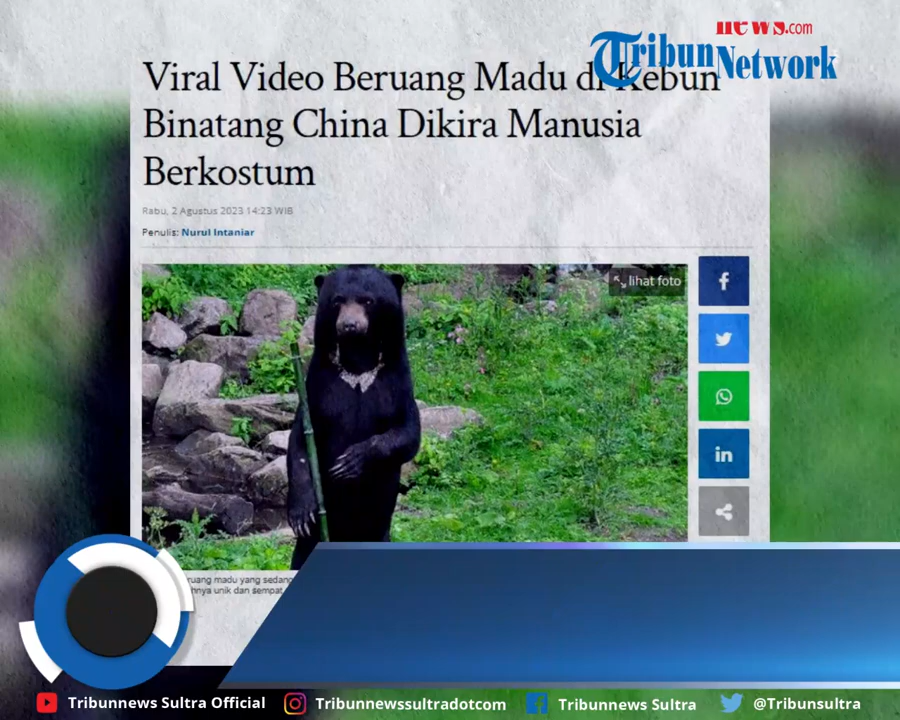 news.com
Tribun Network
Viral Video Beruang Madu di Kebun
Binatang China Dikira Manusia
Berkostum
Rabu, 2 Agustus 2023 14:23 WIB
Penulis: Nurul Intaniar
lihat foto
ruang madu yang sedang
nya unik dan sempat
Tribunnews Sultra Official
Tribunnewssultradotcom
Tribunnews Sultra
@Tribunsultra